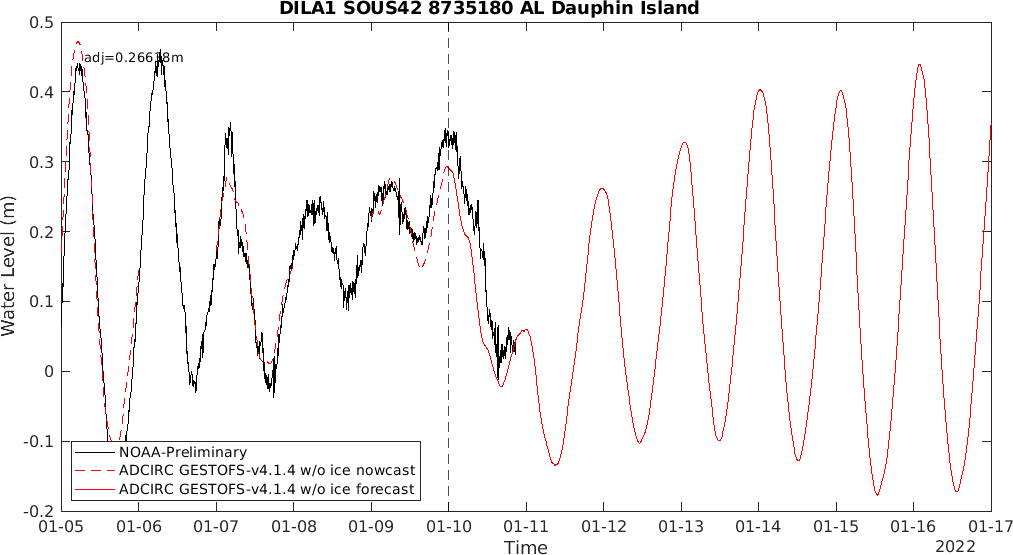 DILA1 SOUS42 8735180 AL Dauphin Island
0.5
0.4
0.3
0.2
0.1
0
-0.1
-0.2
Water Level (m)
adj=0.26618m
NOAA-Preliminary
ADCIRC GESTOFS-v4.1.4 w/o ice nowcast
ADCIRC GESTOFS-v4.1.4 w/o ice forecast
01-05 01-06 01-07 01-08 01-09 01-10 01-11 01-12 01-13 01-14 01-15 01-16 01-17
Time
2022